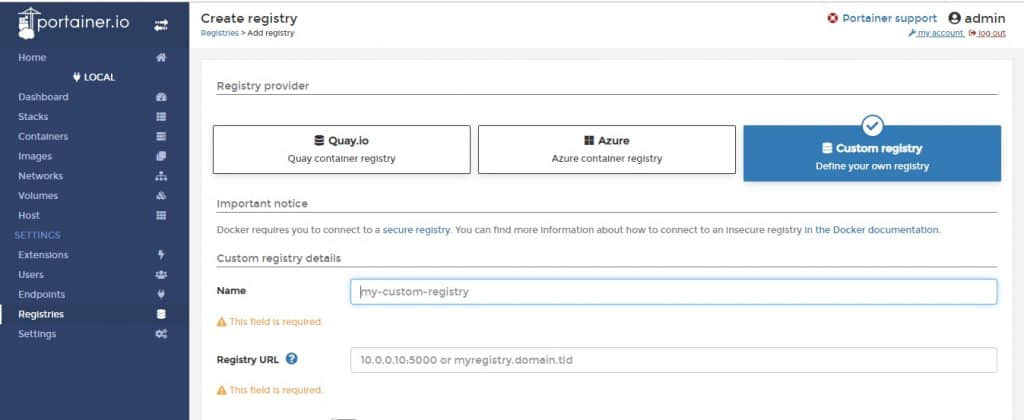 portainer.io
Create registry
Registries > Add registry
Portainer support admin
my account log out
Home
LOCAL
Dashboard
Stacks
Containers
Images
Networks
Volumes
Host
SETTINGS
Extensions
Users
Endpoints
Registries
Settings
Registry provider
Quay.io
Quay container registry
Azure
Azure container registry
Custom registry
Define your own registry
Important notice
Docker requires you to connect to a secure registry. You can find more information about how to connect to an insecure registry in the Docker documentation.
Custom registry details
Name
my-custom-registry
This field is required.
Registry URL ?
10.0.0.10:5000 or myregistry.domain.tld
This field is required.